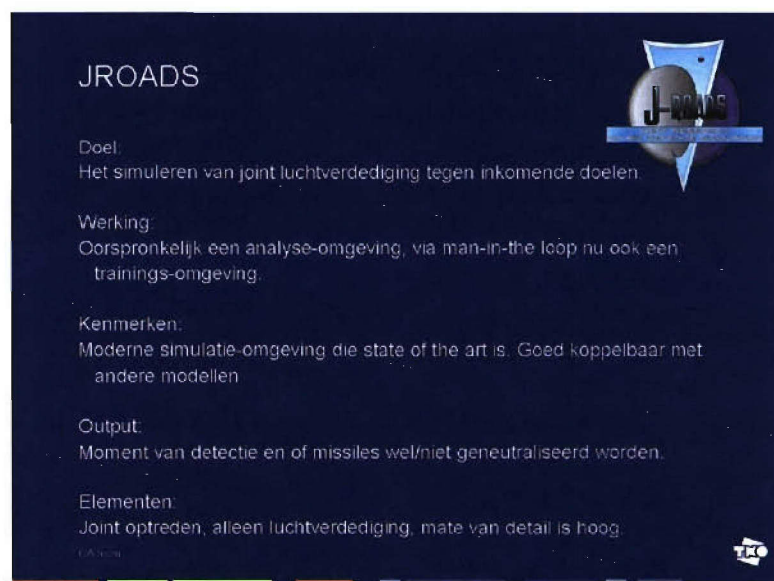 JROADS
J-ROADS
Doel:
Het simuleren van joint luchtverdediging tegen inkomende doelen.
Werking:
Oorspronkelijk een analyse-omgeving, via man-in-the loop nu ook een
trainings-omgeving.
Kenmerken:
Moderne simulatie-omgeving die state of the art is. Goed koppelbaar met
andere modellen
Output:
Moment van detectie en of missiles wel/niet geneutraliseerd worden.
Elementen:
Joint optreden, alleen luchtverdediging, mate van detail is hoog.
TNO